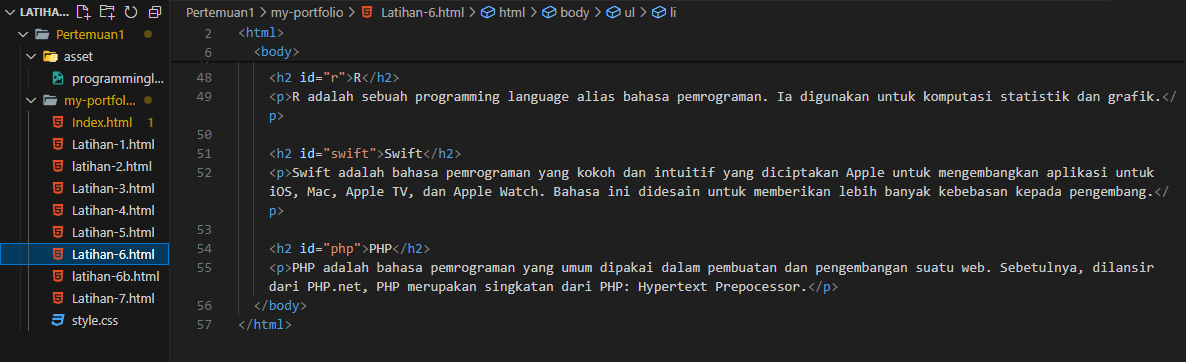 LATIHA...
Pertemuan1
asset
programmingl...
my-portfol...
Index.html 1
Latihan-1.html
latihan-2.html
Latihan-3.html
Latihan-4.html
Latihan-5.html
Latihan-6.html
latihan-6b.html
Latihan-7.html
style.css
Pertemuan1 > my-portfolio > Latihan-6.html > html > body > ul > li
2 <html>
6 <body>
48 <h2 id="r">R</h2>
49 <p>R adalah sebuah programming language alias bahasa pemrograman. Ia digunakan untuk komputasi statistik dan grafik.</
p>
50
51 <h2 id="swift">Swift</h2>
52 <p>Swift adalah bahasa pemrograman yang kokoh dan intuitif yang diciptakan Apple untuk mengembangkan aplikasi untuk
iOS, Mac, Apple TV, dan Apple Watch. Bahasa ini didesain untuk memberikan lebih banyak kebebasan kepada pengembang.</
p>
53
54 <h2 id="php">PHP</h2>
55 <p>PHP adalah bahasa pemrograman yang umum dipakai dalam pembuatan dan pengembangan suatu web. Sebetulnya, dilansir
dari PHP.net, PHP merupakan singkatan dari PHP: Hypertext Prepocessor.</p>
56 </body>
57 </html>